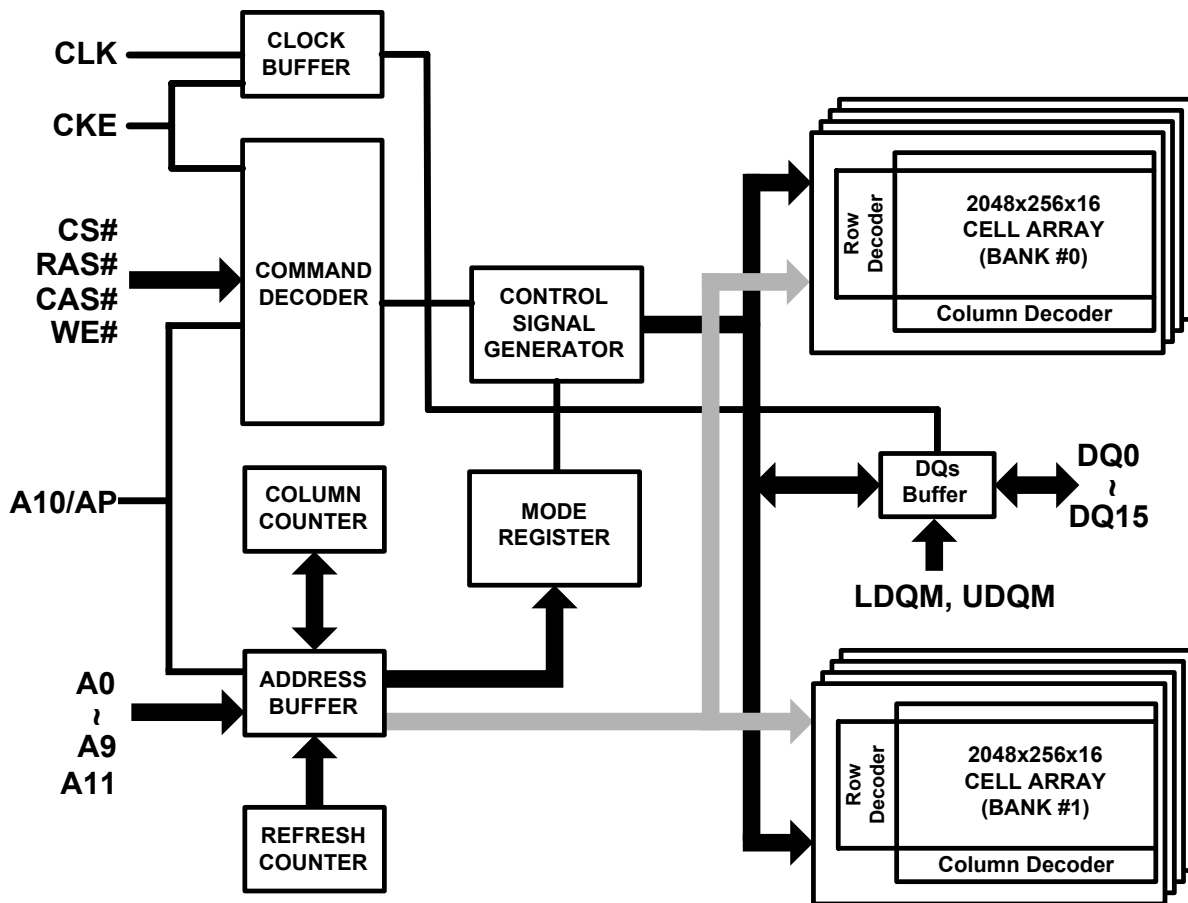 CLK
CLOCK
BUFFER
CKE
CS#
RAS#
CAS#
WE#
COMMAND
DECODER
CONTROL
SIGNAL
GENERATOR
Row
Decoder
2048x256x16
CELL ARRAY
(BANK #0)
Column Decoder
A10/AP
COLUMN
COUNTER
MODE
REGISTER
DQs
Buffer
DQ0
~
DQ15
LDQM, UDQM
A0
~
A9
A11
ADDRESS
BUFFER
REFRESH
COUNTER
Row
Decoder
2048x256x16
CELL ARRAY
(BANK #1)
Column Decoder